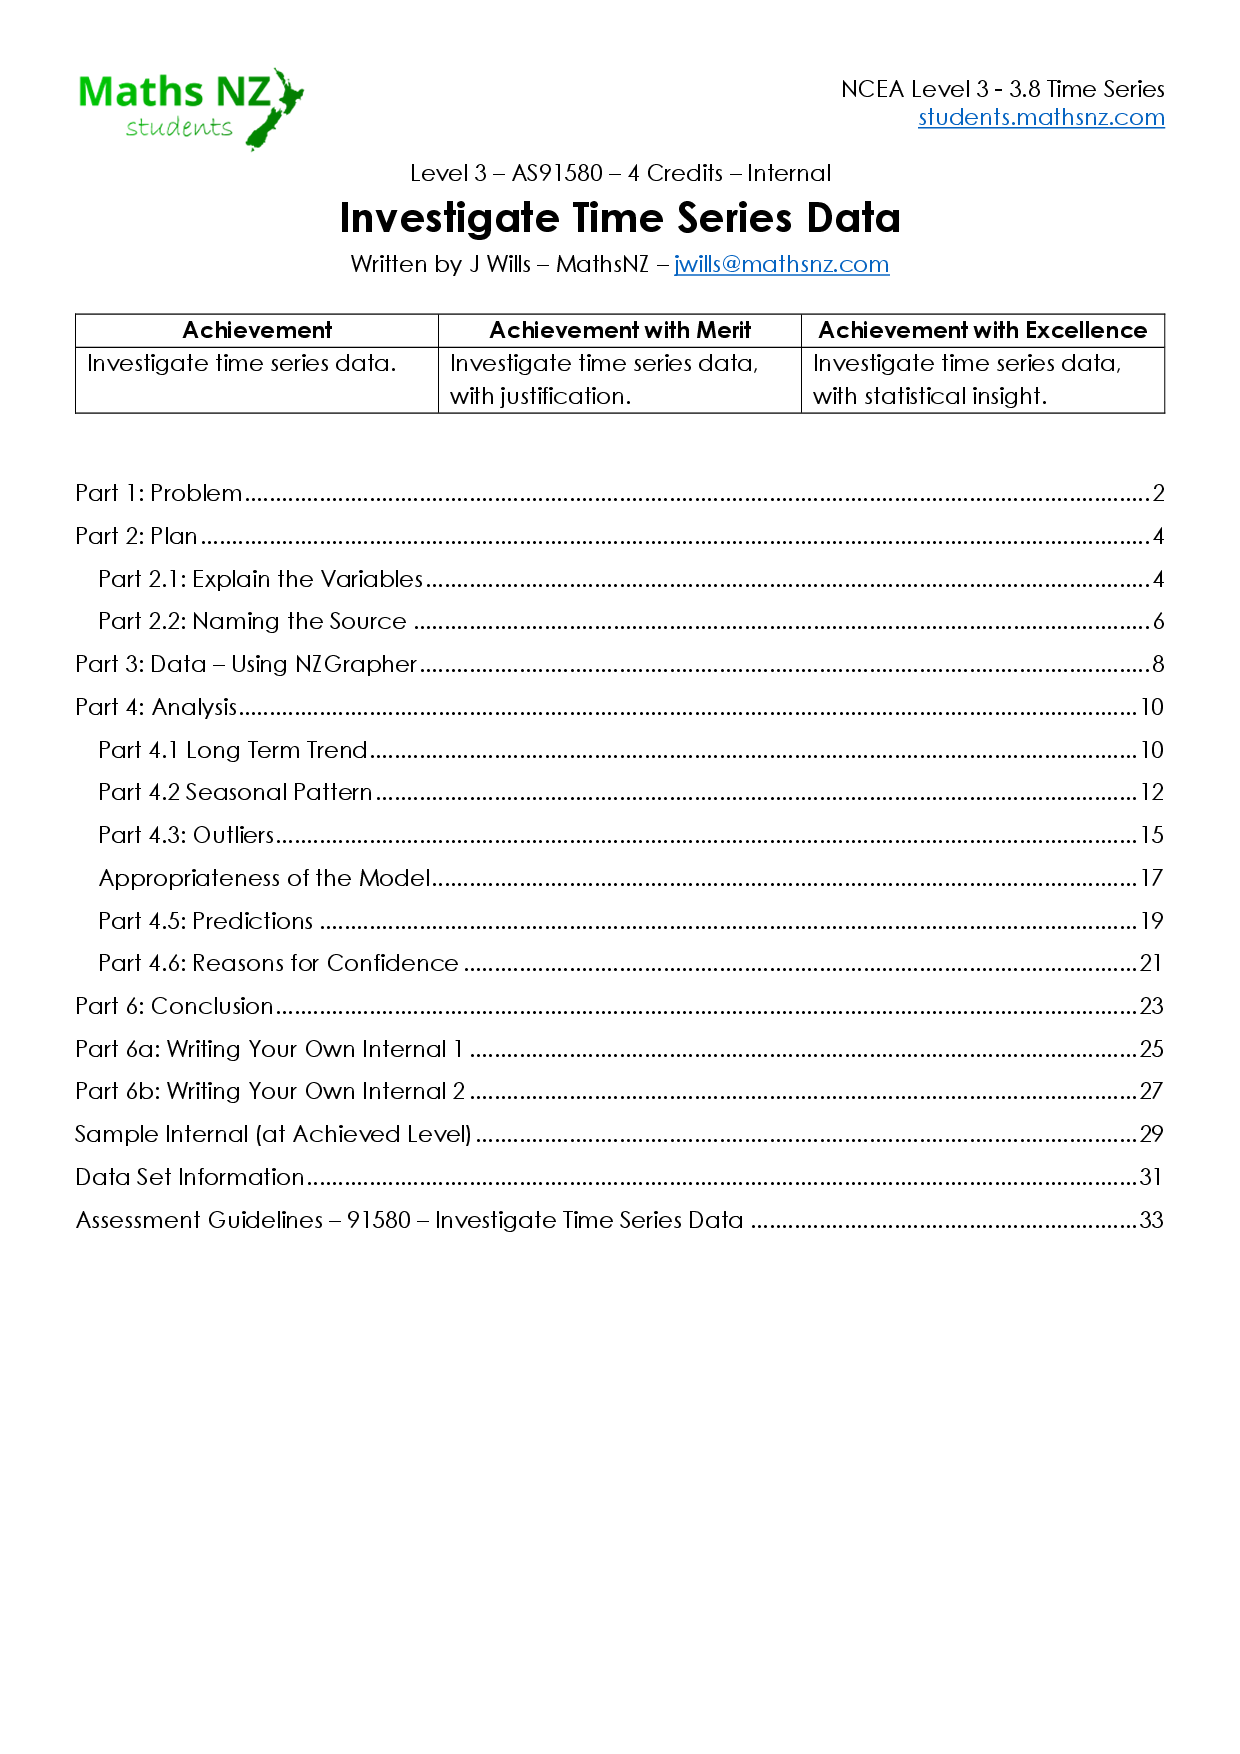 Maths NZ
students
NCEA Level 3 - 3.8 Time Series
students.mathsnz.com
Level 3 – AS91580 – 4 Credits – Internal
Investigate Time Series Data
Written by J Wills – MathsNZ – jwills@mathsnz.com
Achievement Achievement with Merit Achievement with Excellence
Investigate time series data. Investigate time series data, with justification. Investigate time series data, with statistical insight.
Part 1: Problem 2
Part 2: Plan 4
Part 2.1: Explain the Variables 4
Part 2.2: Naming the Source 6
Part 3: Data – Using NZGrapher 8
Part 4: Analysis 10
Part 4.1 Long Term Trend 10
Part 4.2 Seasonal Pattern 12
Part 4.3: Outliers 15
Appropriateness of the Model 17
Part 4.5: Predictions 19
Part 4.6: Reasons for Confidence 21
Part 6: Conclusion 23
Part 6a: Writing Your Own Internal 1 25
Part 6b: Writing Your Own Internal 2 27
Sample Internal (at Achieved Level) 29
Data Set Information 31
Assessment Guidelines – 91580 – Investigate Time Series Data 33